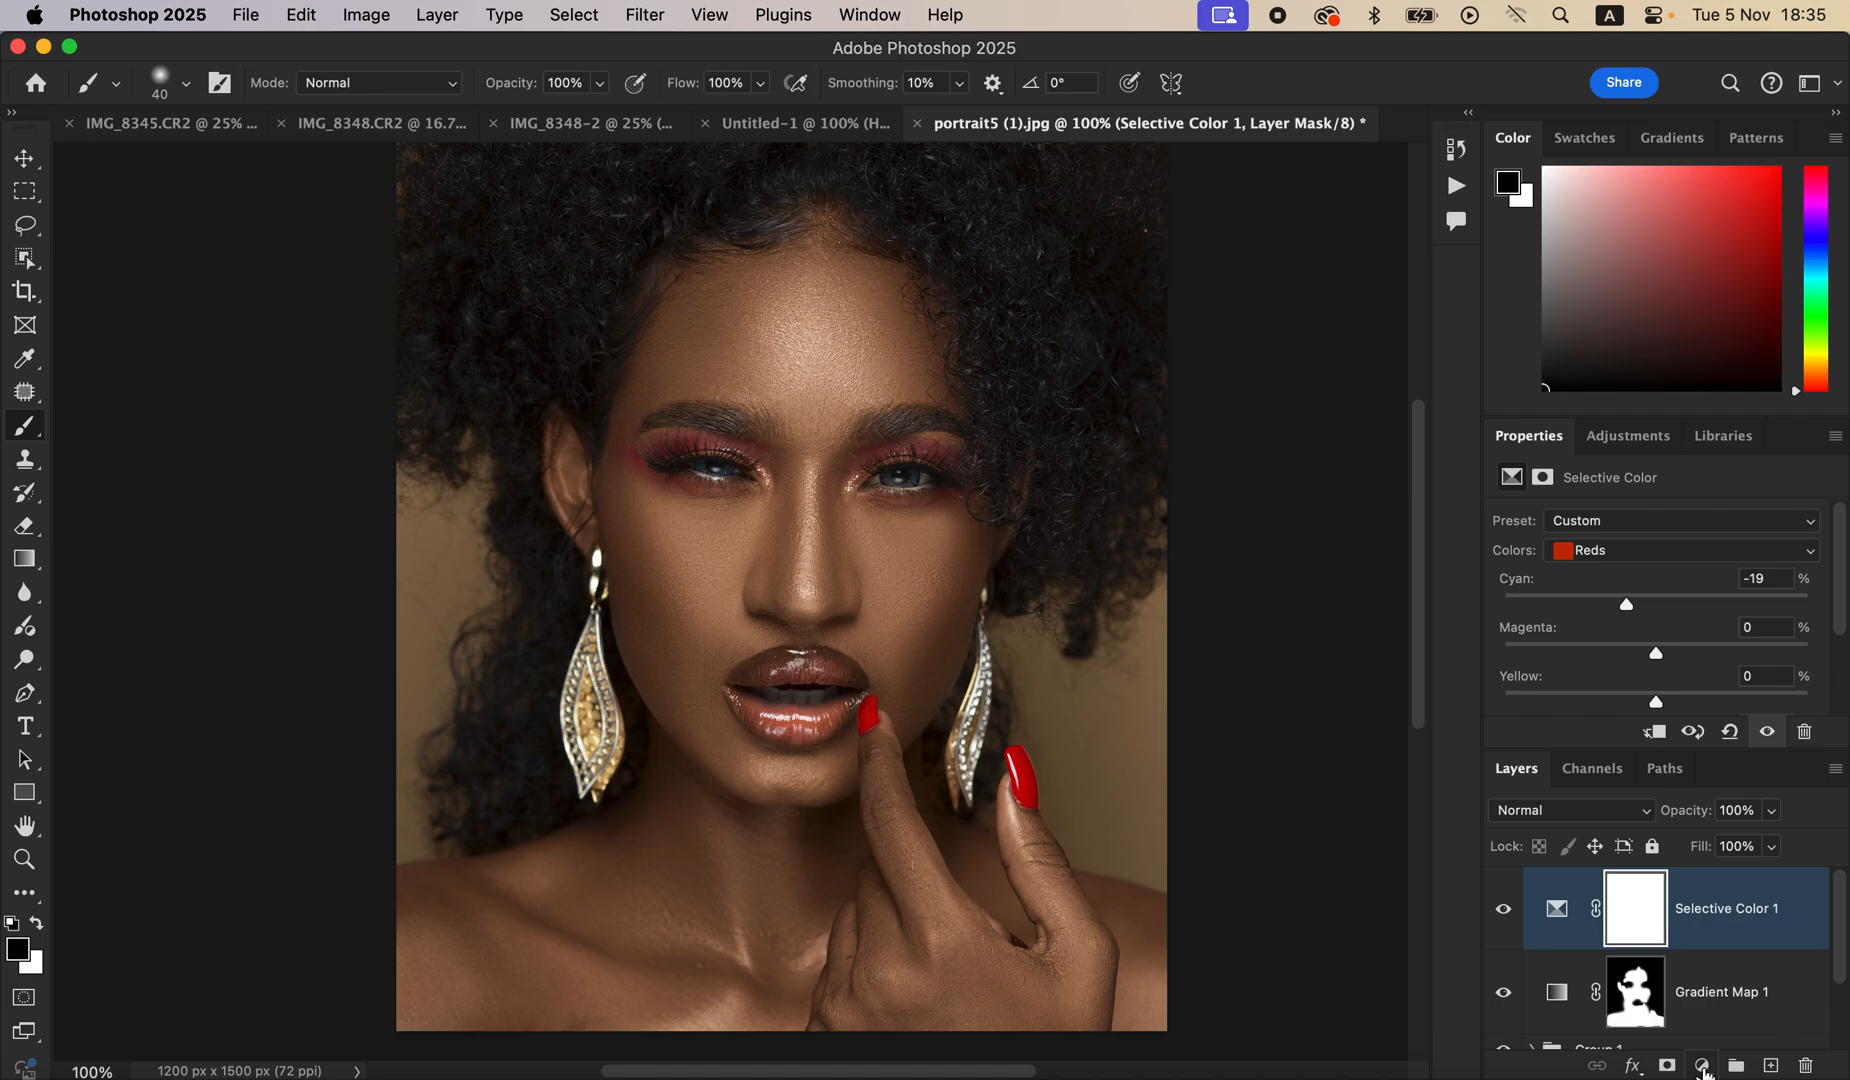 Photoshop 2025 File Edit Image Layer Type Select Filter View Plugins Window Help A Tue 5 Nov 18:35
Adobe Photoshop 2025
40 Mode: Normal Opacity: 100% Flow: 100% Smoothing: 10% 0° Share
IMG_8345.CR2 @ 25% ... IMG_8348.CR2 @ 16.7... IMG_8348-2 @ 25% (... Untitled-1 @ 100% (H... portrait5 (1).jpg @ 100% (Selective Color 1, Layer Mask/8) *
Color Swatches Gradients Patterns
Properties Adjustments Libraries
Selective Color
Preset: Custom
Colors: Reds
Cyan: -19 %
Magenta: 0 %
Yellow: 0 %
Layers Channels Paths
Normal Opacity: 100%
Lock: Fill: 100%
Selective Color 1
Gradient Map 1
Group 1
100% 1200 px x 1500 px (72 ppi)
fx